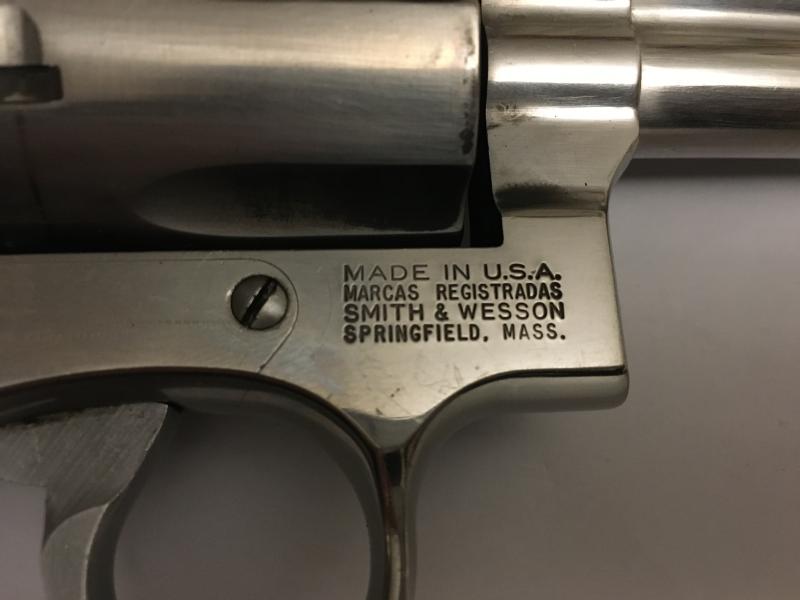 MADE IN U.S.A.
MARCAS REGISTRADAS
SMITH & WESSON
SPRINGFIELD, MASS.